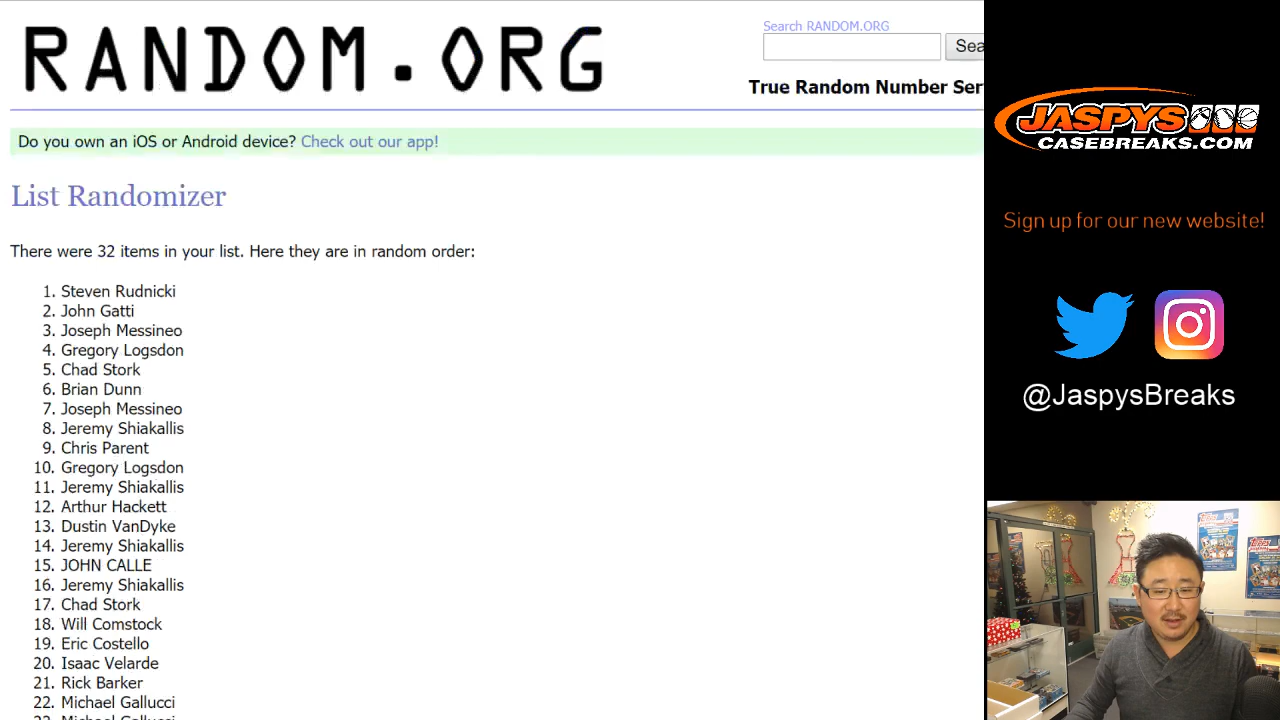 RANDOM.ORG
Search RANDOM.ORG
Sea
True Random Number Ser
Do you own an iOS or Android device? Check out our app!
List Randomizer
There were 32 items in your list. Here they are in random order:
1. Steven Rudnicki
2. John Gatti
3. Joseph Messineo
4. Gregory Logsdon
5. Chad Stork
6. Brian Dunn
7. Joseph Messineo
8. Jeremy Shiakallis
9. Chris Parent
10. Gregory Logsdon
11. Jeremy Shiakallis
12. Arthur Hackett
13. Dustin VanDyke
14. Jeremy Shiakallis
15. JOHN CALLE
16. Jeremy Shiakallis
17. Chad Stork
18. Will Comstock
19. Eric Costello
20. Isaac Velarde
21. Rick Barker
22. Michael Gallucci
23. Michael Gallucci
JASPYS
CASEBREAKS.COM
Sign up for our new website!
@JaspysBreaks